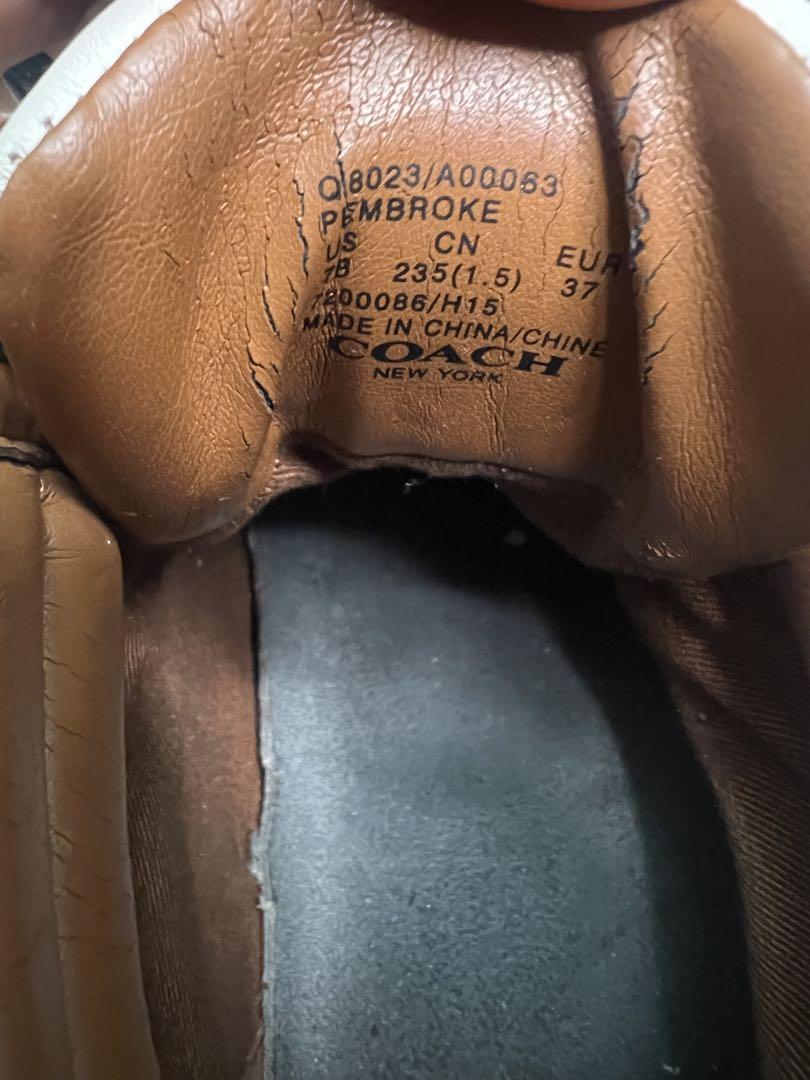 Q8023/A00063
PEMBROKE
US CN EUR
7B 235(1.5) 37
7200086/H15
MADE IN CHINA/CHINE
COACH
NEW YORK